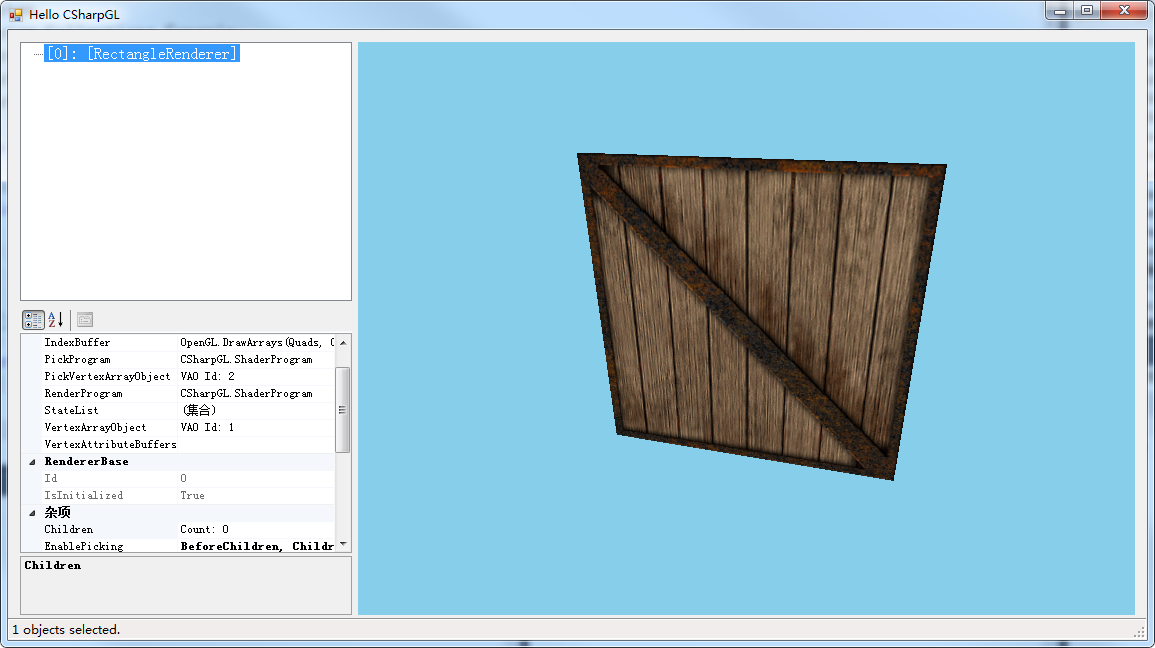 Hello CSharpGL
[0]: [RectangleRenderer]
A
Z
IndexBuffer OpenGL.DrawArrays(Quads, 
PickProgram CSharpGL.ShaderProgram
PickVertexArrayObject VAO Id: 2
RenderProgram CSharpGL.ShaderProgram
StateList (集合)
VertexArrayObject VAO Id: 1
VertexAttributeBuffers
RendererBase
Id 0
IsInitialized True
杂项
Children Count: 0
EnablePicking BeforeChildren, Childr
Children
1 objects selected.